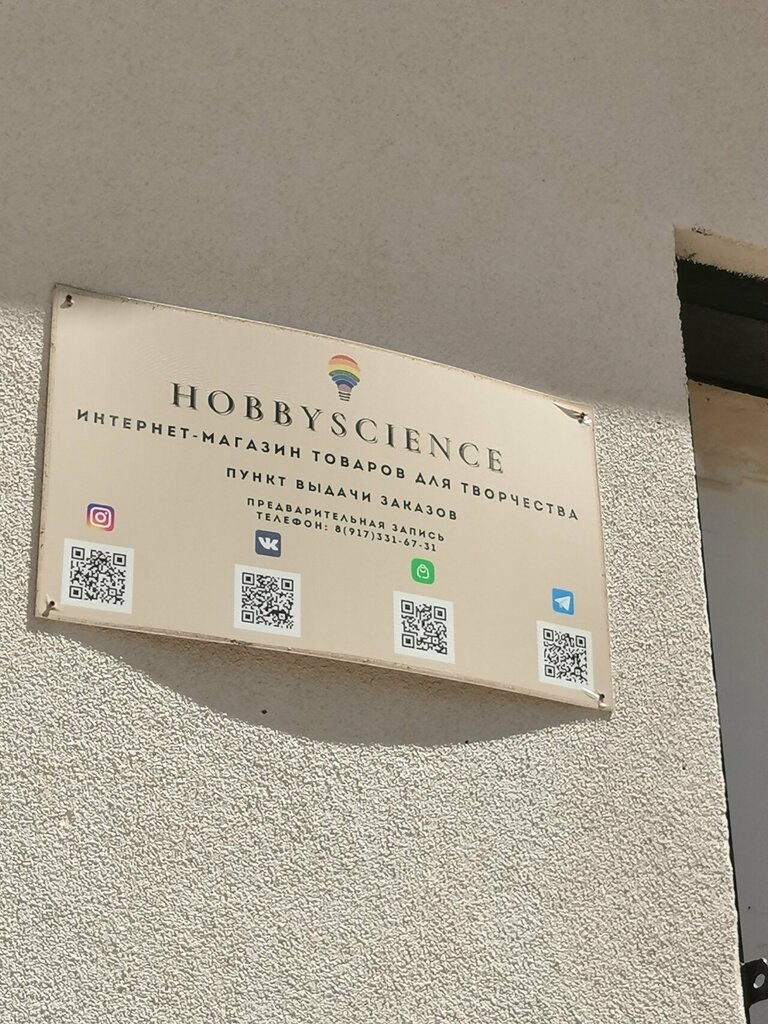 HOBBYSCIENCE
ИНТЕРНЕТ-МАГАЗИН ТОВАРОВ ДЛЯ ТВОРЧЕСТВА
ПУНКТ ВЫДАЧИ ЗАКАЗОВ
ПРЕДВАРИТЕЛЬНАЯ ЗАПИСЬ
ТЕЛЕФОН: 8(917)331-67-31